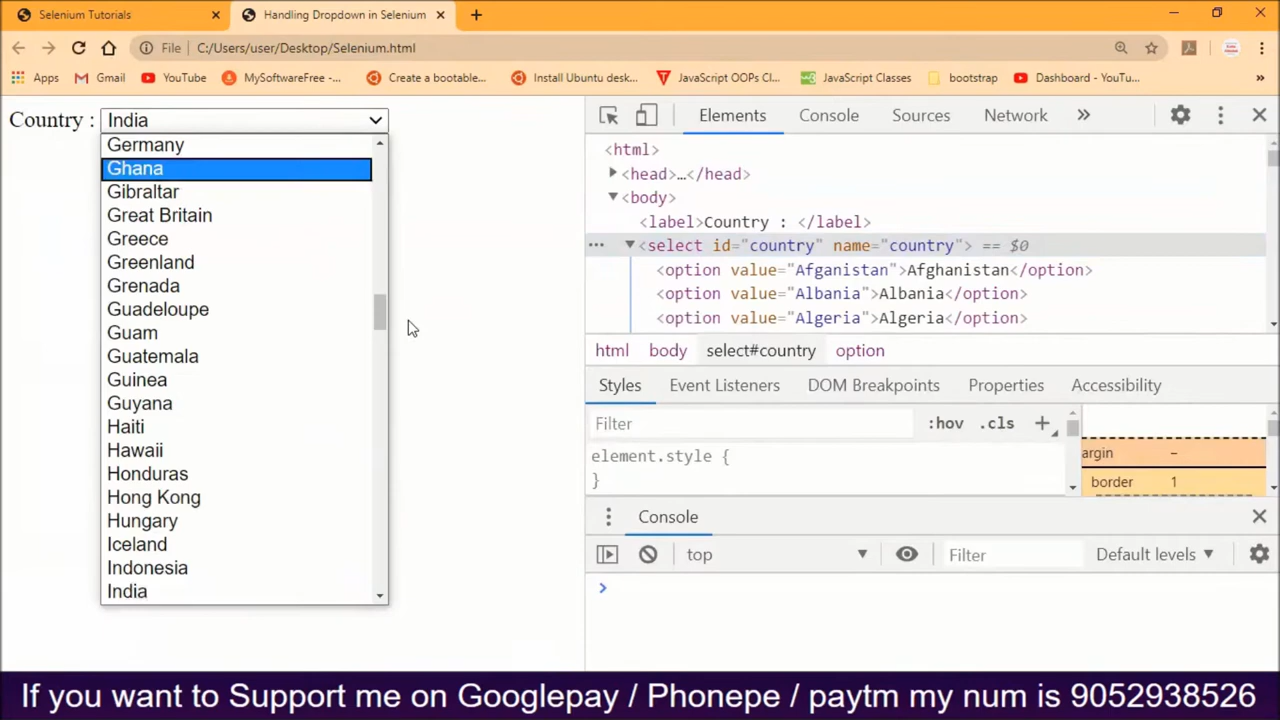 Selenium Tutorials
Handling Dropdown in Selenium
File C:/Users/user/Desktop/Selenium.html
Apps Gmail YouTube MySoftwareFree -... Create a bootable... Install Ubuntu desk... JavaScript OOPs Cl... JavaScript Classes bootstrap Dashboard - YouTu...
Country : India
Germany
Ghana
Gibraltar
Great Britain
Greece
Greenland
Grenada
Guadeloupe
Guam
Guatemala
Guinea
Guyana
Haiti
Hawaii
Honduras
Hong Kong
Hungary
Iceland
Indonesia
India
Elements Console Sources Network
<html>
<head>…</head>
<body>
<label>Country : </label>
<select id="country" name="country"> == $0
<option value="Afganistan">Afghanistan</option>
<option value="Albania">Albania</option>
<option value="Algeria">Algeria</option>
html body select#country option
Styles Event Listeners DOM Breakpoints Properties Accessibility
Filter :hov .cls +
element.style {
}
argin –
border 1
Console
top Filter Default levels
If you want to Support me on Googlepay / Phonepe / paytm my num is 9052938526